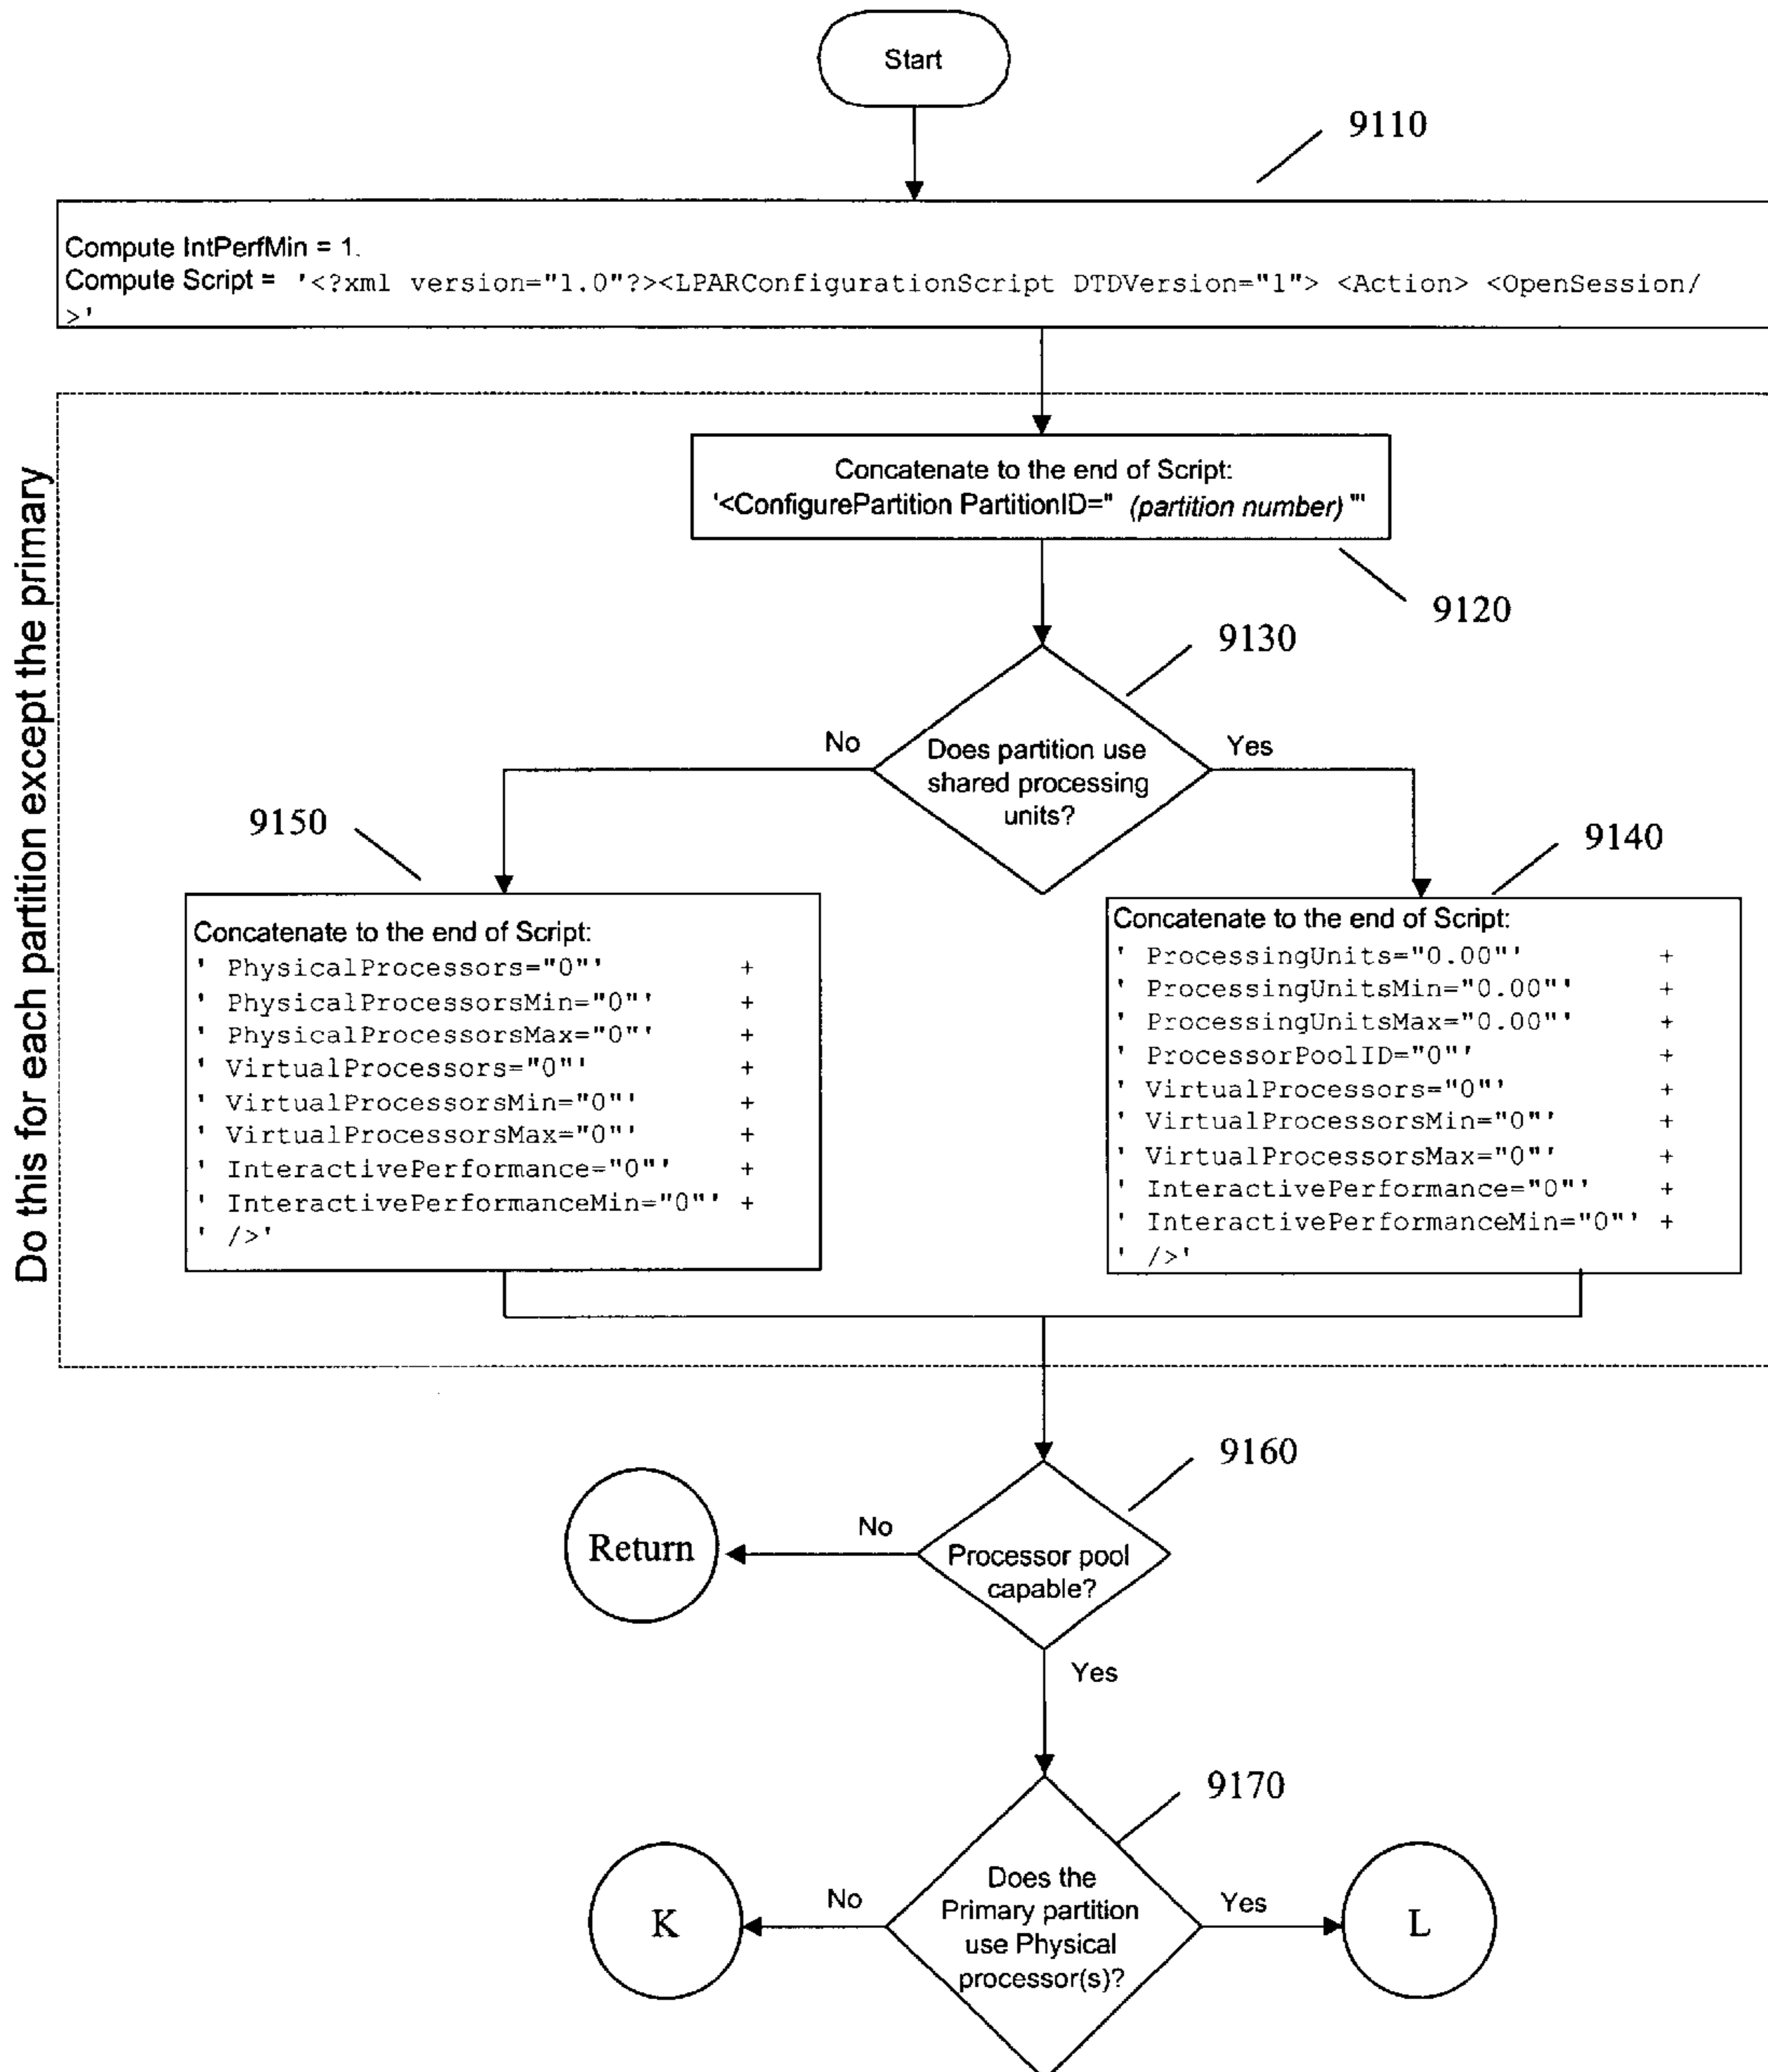 Start
9110
Compute IntPerfMin = 1.
Compute Script = '<?xml version="1.0"?><LPARConfigurationScript DTDVersion="1"> <Action> <OpenSession/
>'
Do this for each partition except the primary
Concatenate to the end of Script:
'<ConfigurePartition PartitionID=" (partition number) "'
9120
9130
Does partition use
shared processing
units?
No
Yes
9150
Concatenate to the end of Script:
' PhysicalProcessors="0"' +
' PhysicalProcessorsMin="0"' +
' PhysicalProcessorsMax="0"' +
' VirtualProcessors="0"' +
' VirtualProcessorsMin="0"' +
' VirtualProcessorsMax="0"' +
' InteractivePerformance="0"' +
' InteractivePerformanceMin="0"' +
' />'
9140
Concatenate to the end of Script:
' ProcessingUnits="0.00"' +
' ProcessingUnitsMin="0.00"' +
' ProcessingUnitsMax="0.00"' +
' ProcessorPoolID="0"' +
' VirtualProcessors="0"' +
' VirtualProcessorsMin="0"' +
' VirtualProcessorsMax="0"' +
' InteractivePerformance="0"' +
' InteractivePerformanceMin="0"' +
' />'
9160
Return
No
Processor pool
capable?
Yes
9170
K
No
Does the
Primary partition
use Physical
processor(s)?
Yes
L